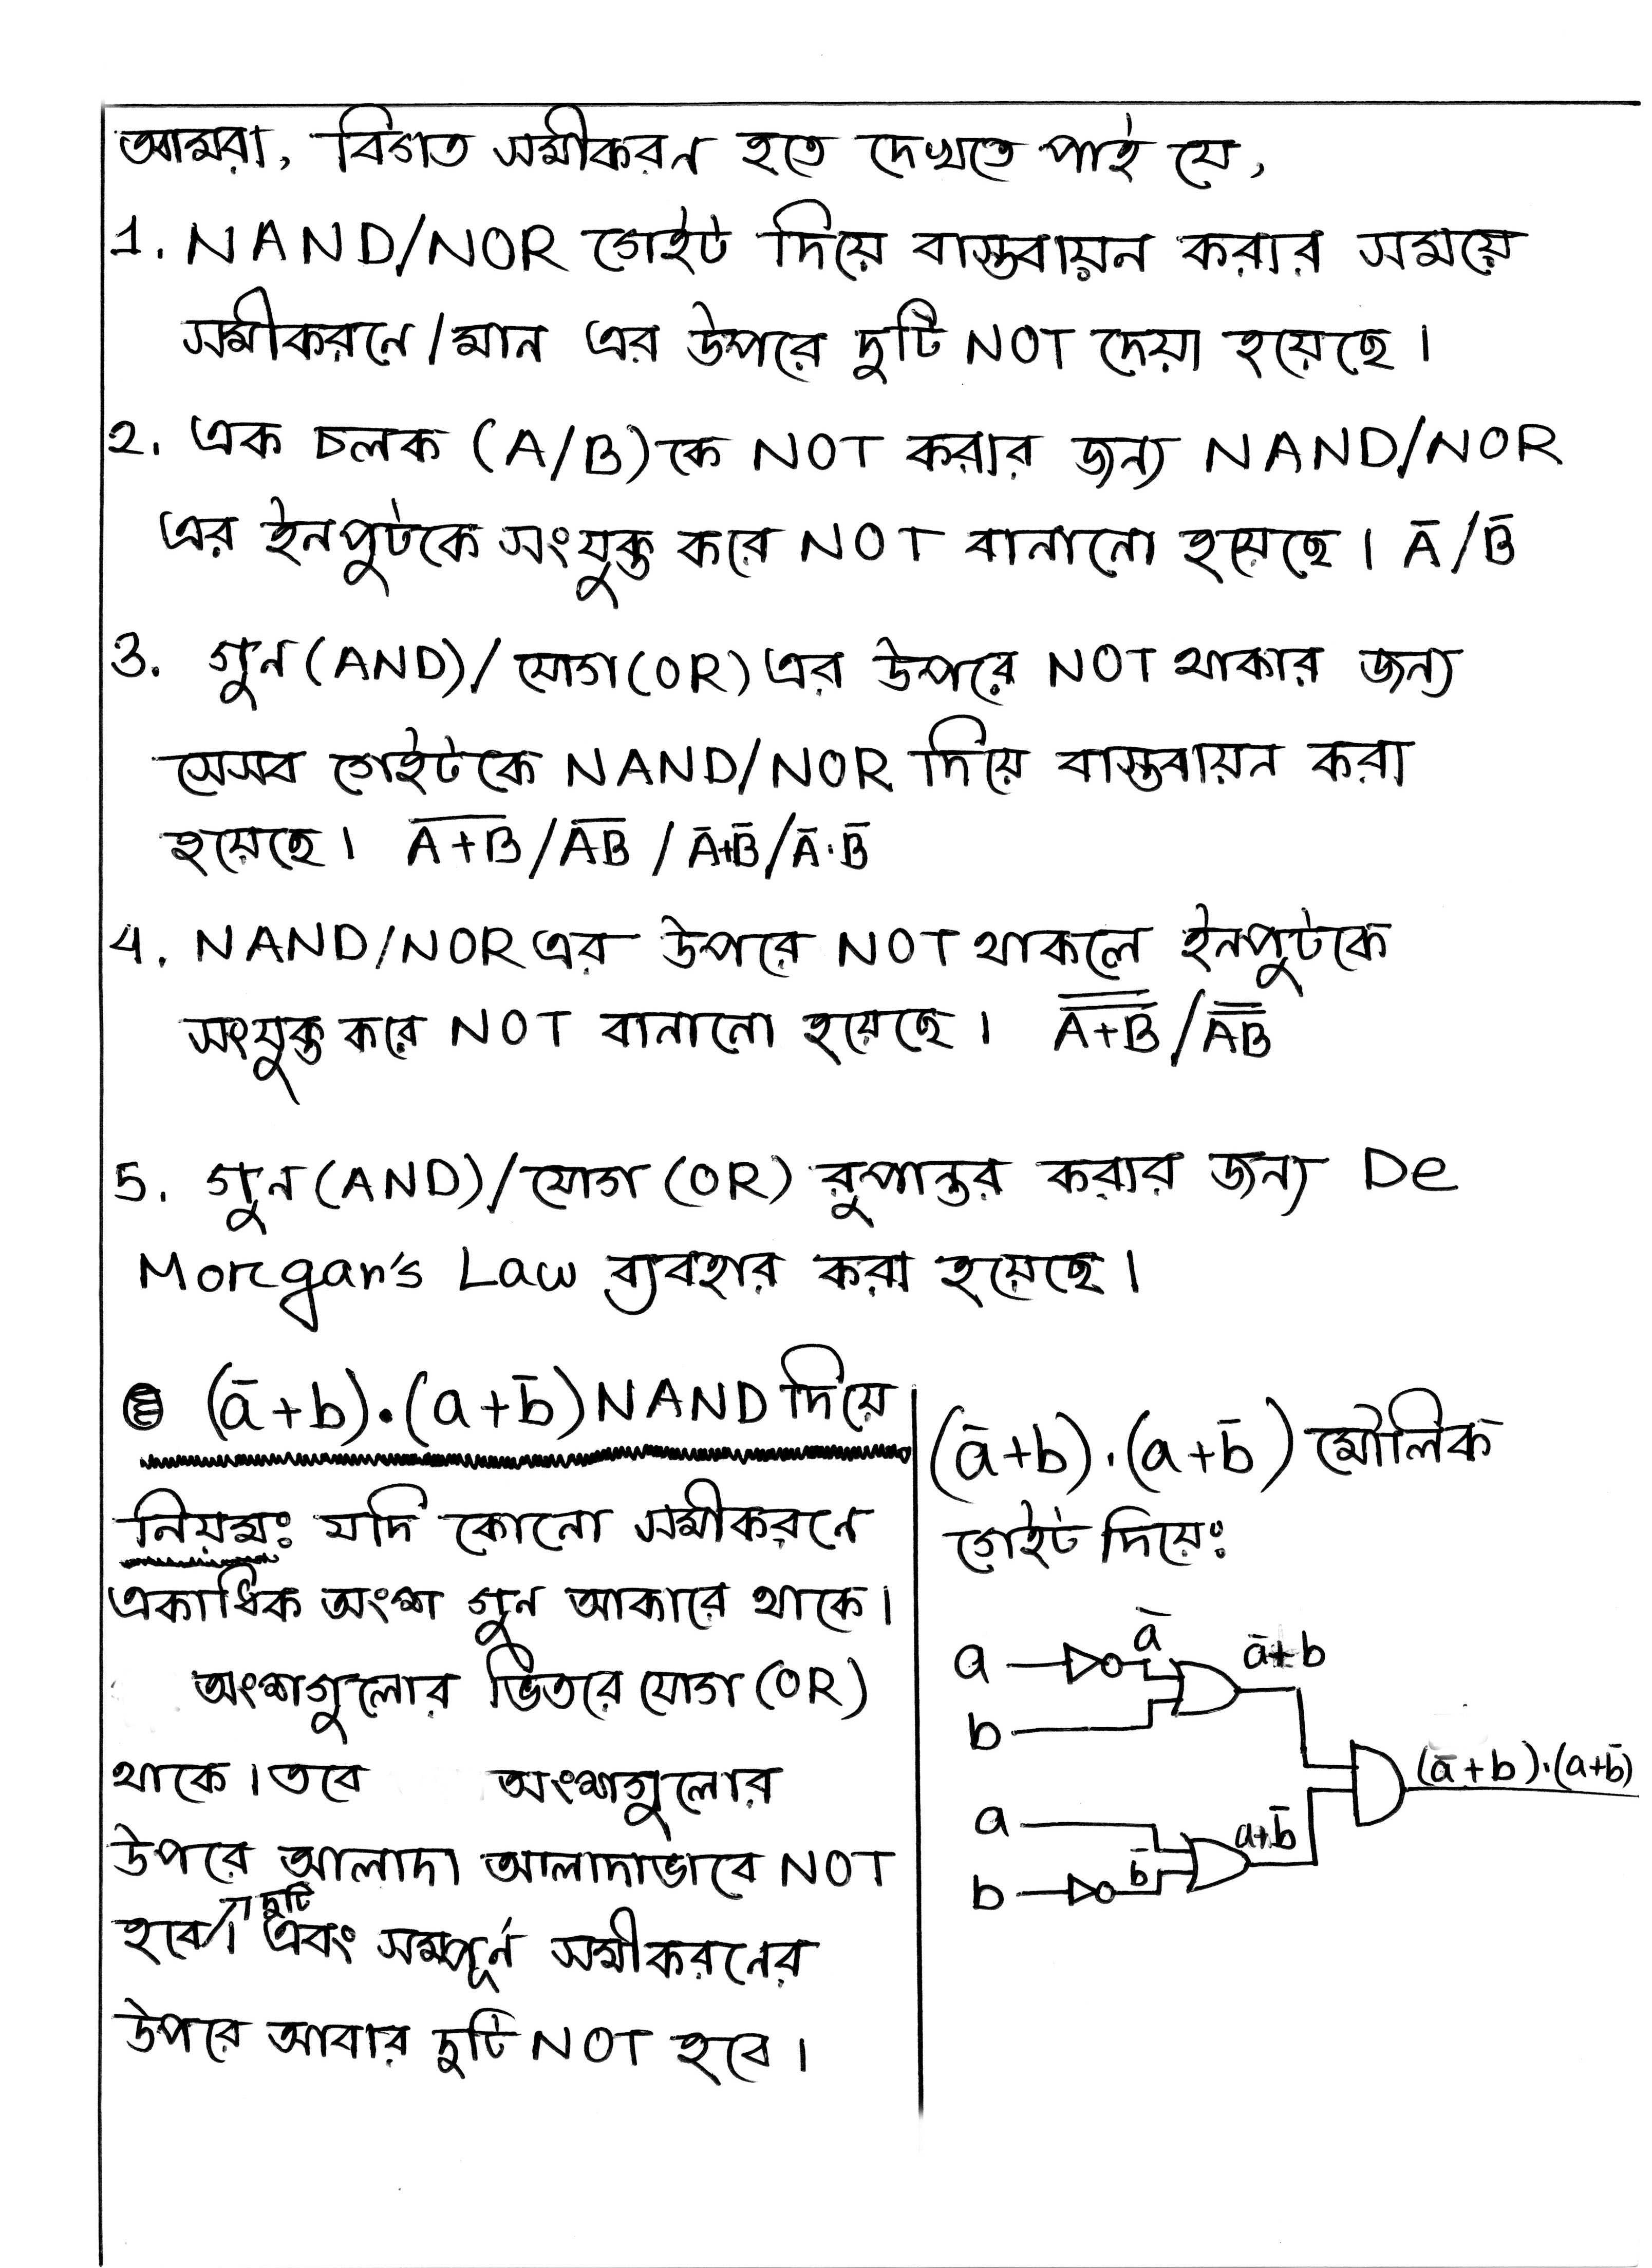 আমরা, বিগত সমীকরন হতে দেখতে পাই যে,
1. NAND/NOR গেইট দিয়ে বাস্তবায়ন করার সময়ে
সমীকরনে/মান এর উপরে দুটি NOT দেয়া হয়েছে।
2. এক চলক (A/B) কে NOT করার জন্য NAND/NOR
এর ইনপুটকে সংযুক্ত করে NOT বানানো হয়েছে। Ā/B̄
3. গুন (AND)/যোগ (OR) এর উপরে NOT থাকার জন্য
সেসব গেইটকে NAND/NOR দিয়ে বাস্তবায়ন করা
হয়েছে। A̅+̅B̅/A̅B̅/Ā+B̄/Ā·B̄
4. NAND/NOR এর উপরে NOT থাকলে ইনপুটকে
সংযুক্ত করে NOT বানানো হয়েছে। A̿+̿B̿/A̿B̿
5. গুন (AND)/যোগ (OR) রুপান্তর করার জন্য De
Morgan's Law ব্যবহার করা হয়েছে।
(ā+b)·(a+b̄) NAND দিয়ে
নিয়মঃ যদি কোনো সমীকরনে
একাধিক অংশ গুন আকারে থাকে।
অংশগুলোর ভিতরে যোগ (OR)
থাকে। তবে অংশগুলোর
উপরে আলাদা আলাদাভাবে NOT
দুটি
হবে। এবং সম্পূর্ন সমীকরনের
উপরে আবার দুটি NOT হবে।
(ā+b)·(a+b̄) মৌলিক
গেইট দিয়েঃ
ā
a
ā+b
b
(ā+b)·(a+b̄)
a
a+b̄
b̄
b